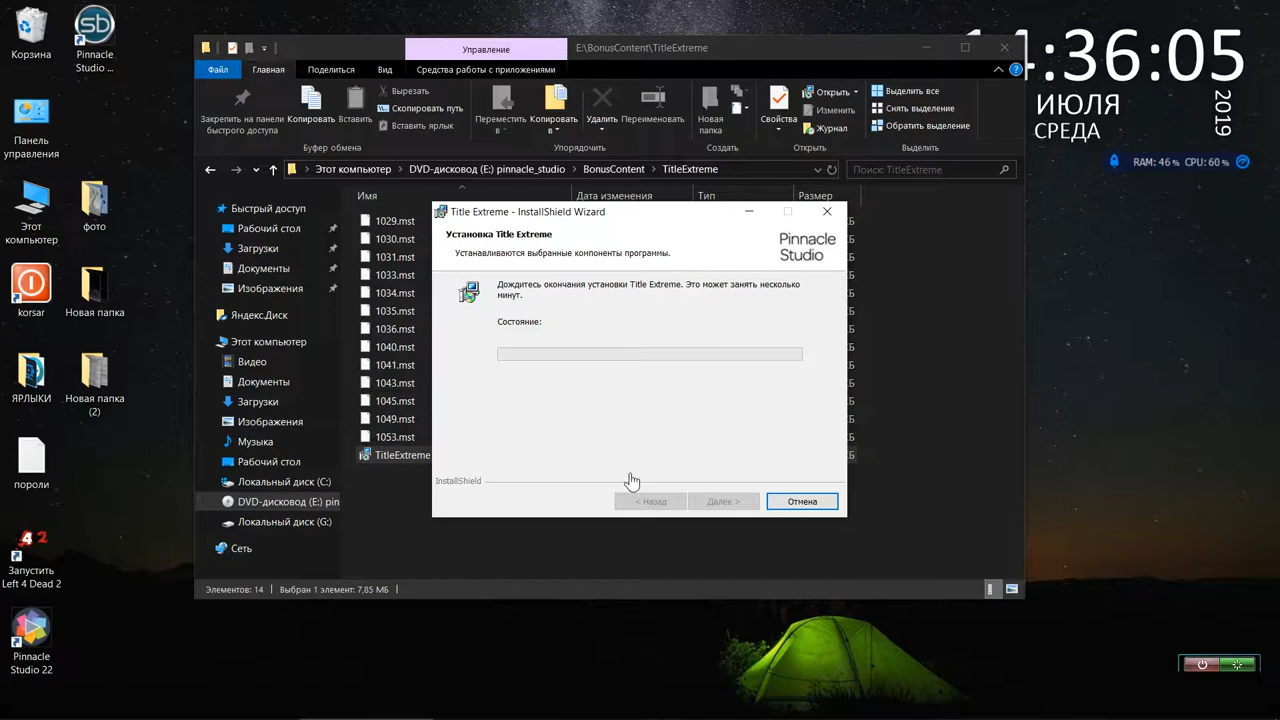 Корзина
Pinnacle
Studio ...
Панель
управления
Этот
компьютер
фото
korsar
Новая папка
ЯРЛЫКИ
Новая папка
(2)
пороли
Запустить
Left 4 Dead 2
Pinnacle
Studio 22
Управление
E:\BonusContent\TitleExtreme
Файл
Главная
Поделиться
Вид
Средства работы с приложениями
Закрепить на панели
быстрого доступа
Копировать
Вставить
Вырезать
Скопировать путь
Вставить ярлык
Буфер обмена
Переместить
в
Копировать
в
Удалить
Переименовать
Упорядочить
Новая
папка
Создать
Свойства
Открыть
Изменить
Журнал
Открыть
Выделить все
Снять выделение
Обратить выделение
Выделить
Этот компьютер
DVD-дисковод (E:) pinnacle_studio
BonusContent
TitleExtreme
Поиск: TitleExtreme
Имя
Дата изменения
Тип
Размер
Быстрый доступ
Рабочий стол
Загрузки
Документы
Изображения
Яндекс.Диск
Этот компьютер
Видео
Документы
Загрузки
Изображения
Музыка
Рабочий стол
Локальный диск (C:)
DVD-дисковод (E:) pin
Локальный диск (G:)
Сеть
1029.mst
1030.mst
1031.mst
1033.mst
1034.mst
1035.mst
1036.mst
1040.mst
1041.mst
1043.mst
1045.mst
1049.mst
1053.mst
TitleExtreme
Title Extreme - InstallShield Wizard
Установка Title Extreme
Устанавливаются выбранные компоненты программы.
Pinnacle
Studio
Дождитесь окончания установки Title Extreme. Это может занять несколько
минут.
Состояние:
InstallShield
< Назад
Далее >
Отмена
Элементов: 14
Выбран 1 элемент: 7,85 МБ
:36:05
ИЮЛЯ
СРЕДА
2019
RAM: 46 % CPU: 60 %